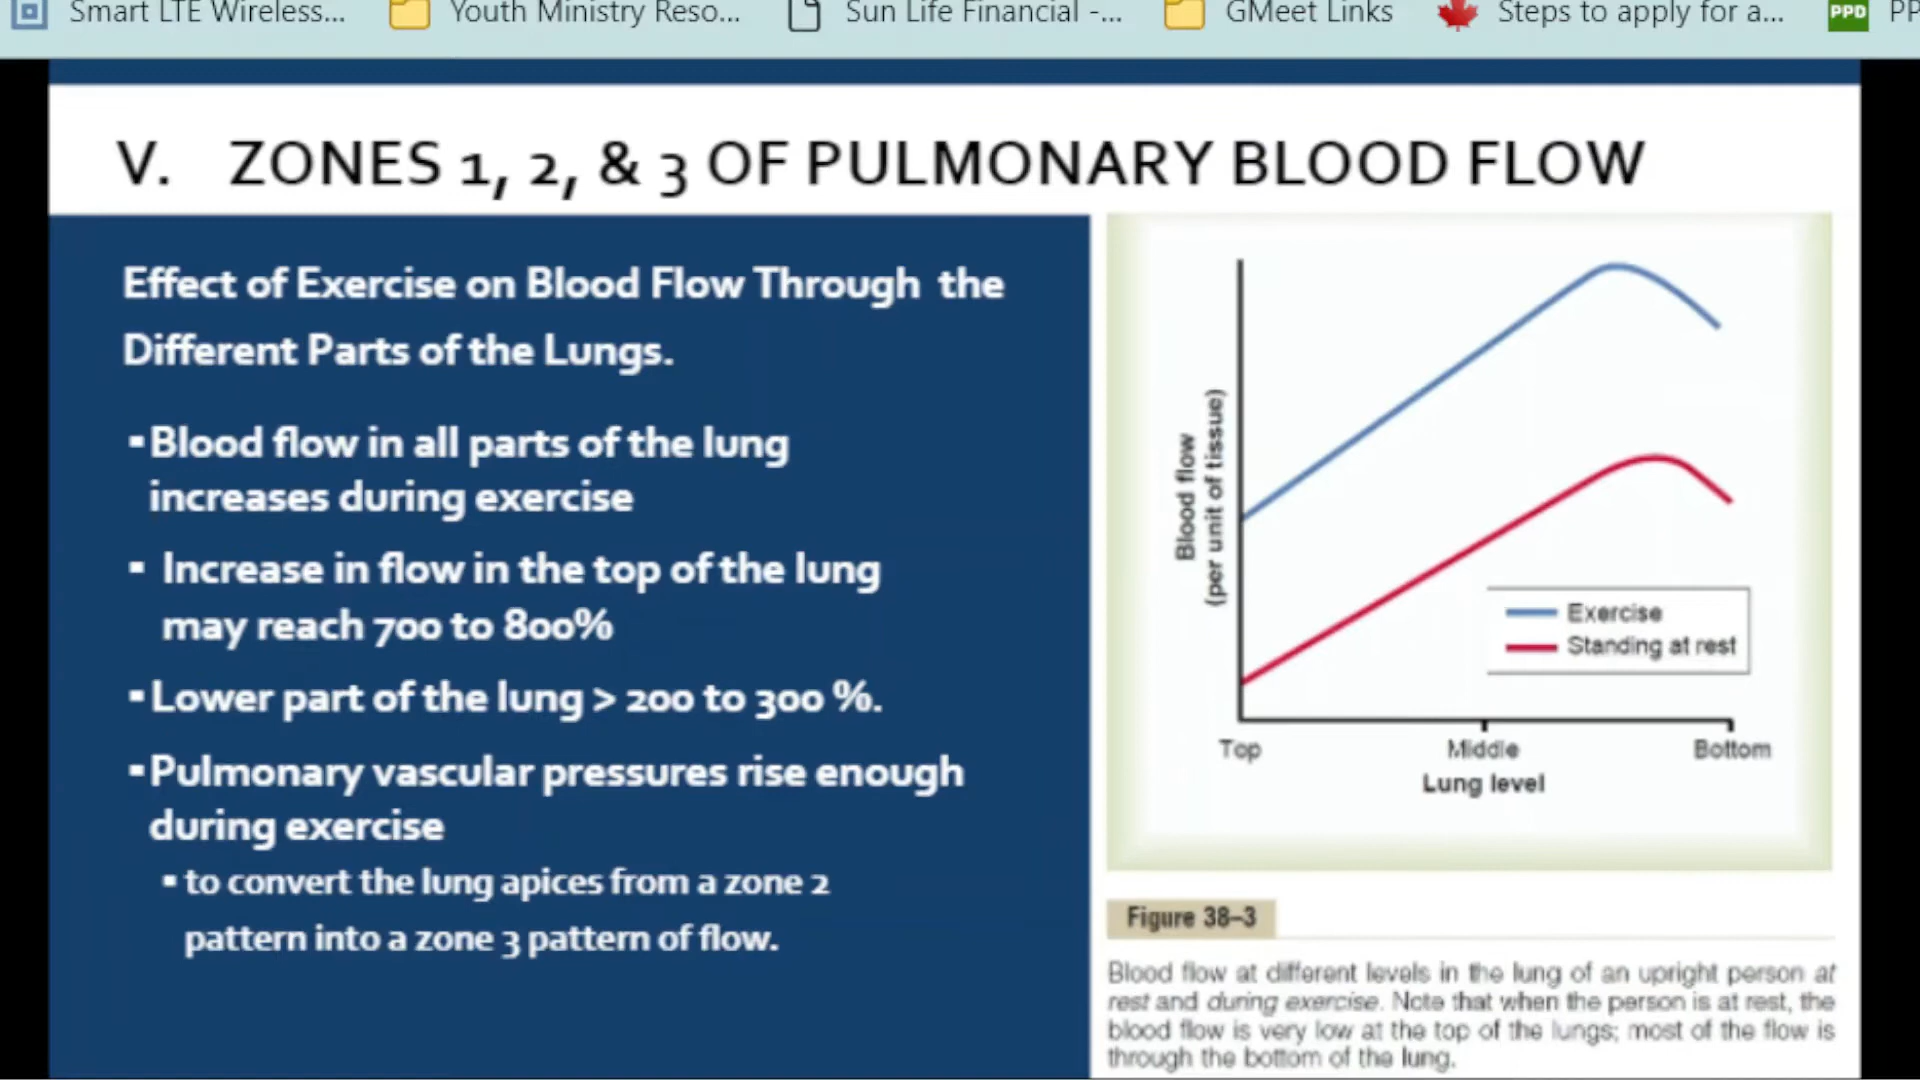 Smart LTE Wireless...
Youth Ministry Reso...
Sun Life Financial -...
GMeet Links
Steps to apply for a...
PPD
V. ZONES 1, 2, & 3 OF PULMONARY BLOOD FLOW
Effect of Exercise on Blood Flow Through the
Different Parts of the Lungs.
▪Blood flow in all parts of the lung
increases during exercise
▪ Increase in flow in the top of the lung
may reach 700 to 800%
▪Lower part of the lung > 200 to 300 %.
▪Pulmonary vascular pressures rise enough
during exercise
▪to convert the lung apices from a zone 2
pattern into a zone 3 pattern of flow.
Blood flow
(per unit of tissue)
Exercise
Standing at rest
Top
Middle
Bottom
Lung level
Figure 38–3
Blood flow at different levels in the lung of an upright person at
rest and during exercise. Note that when the person is at rest, the
blood flow is very low at the top of the lungs; most of the flow is
through the bottom of the lung.